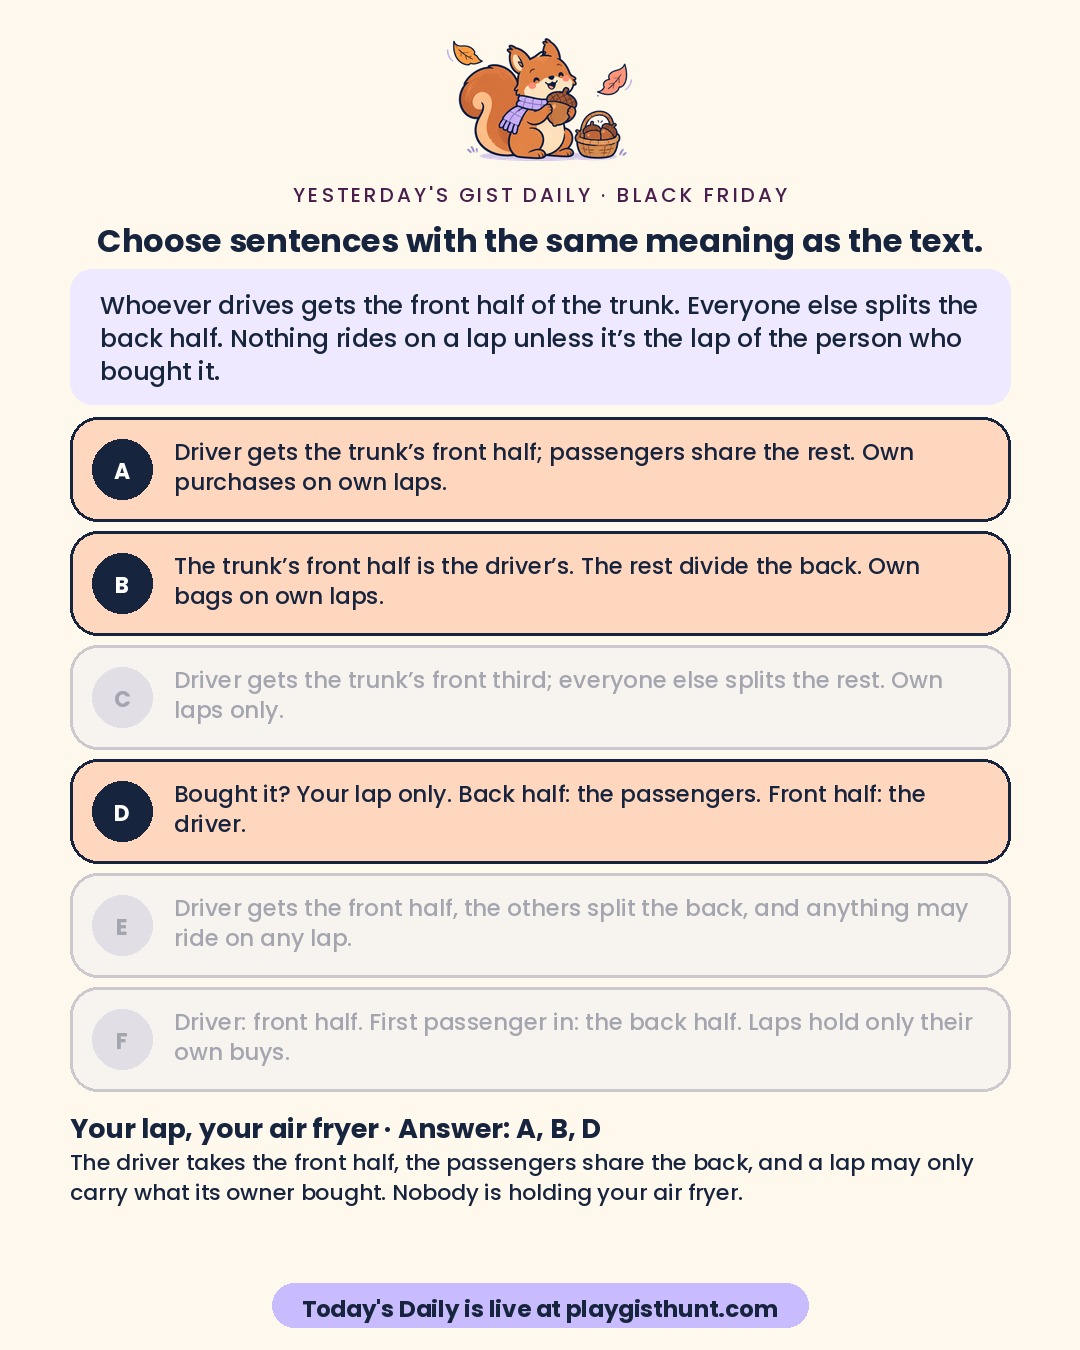 YESTERDAY'S GIST DAILY · BLACK FRIDAY
Choose sentences with the same meaning as the text.
Whoever drives gets the front half of the trunk. Everyone else splits the
back half. Nothing rides on a lap unless it’s the lap of the person who
bought it.
A
Driver gets the trunk’s front half; passengers share the rest. Own
purchases on own laps.
B
The trunk’s front half is the driver’s. The rest divide the back. Own
bags on own laps.
C
Driver gets the trunk’s front third; everyone else splits the rest. Own
laps only.
D
Bought it? Your lap only. Back half: the passengers. Front half: the
driver.
E
Driver gets the front half, the others split the back, and anything may
ride on any lap.
F
Driver: front half. First passenger in: the back half. Laps hold only their
own buys.
Your lap, your air fryer · Answer: A, B, D
The driver takes the front half, the passengers share the back, and a lap may only
carry what its owner bought. Nobody is holding your air fryer.
Today's Daily is live at playgisthunt.com